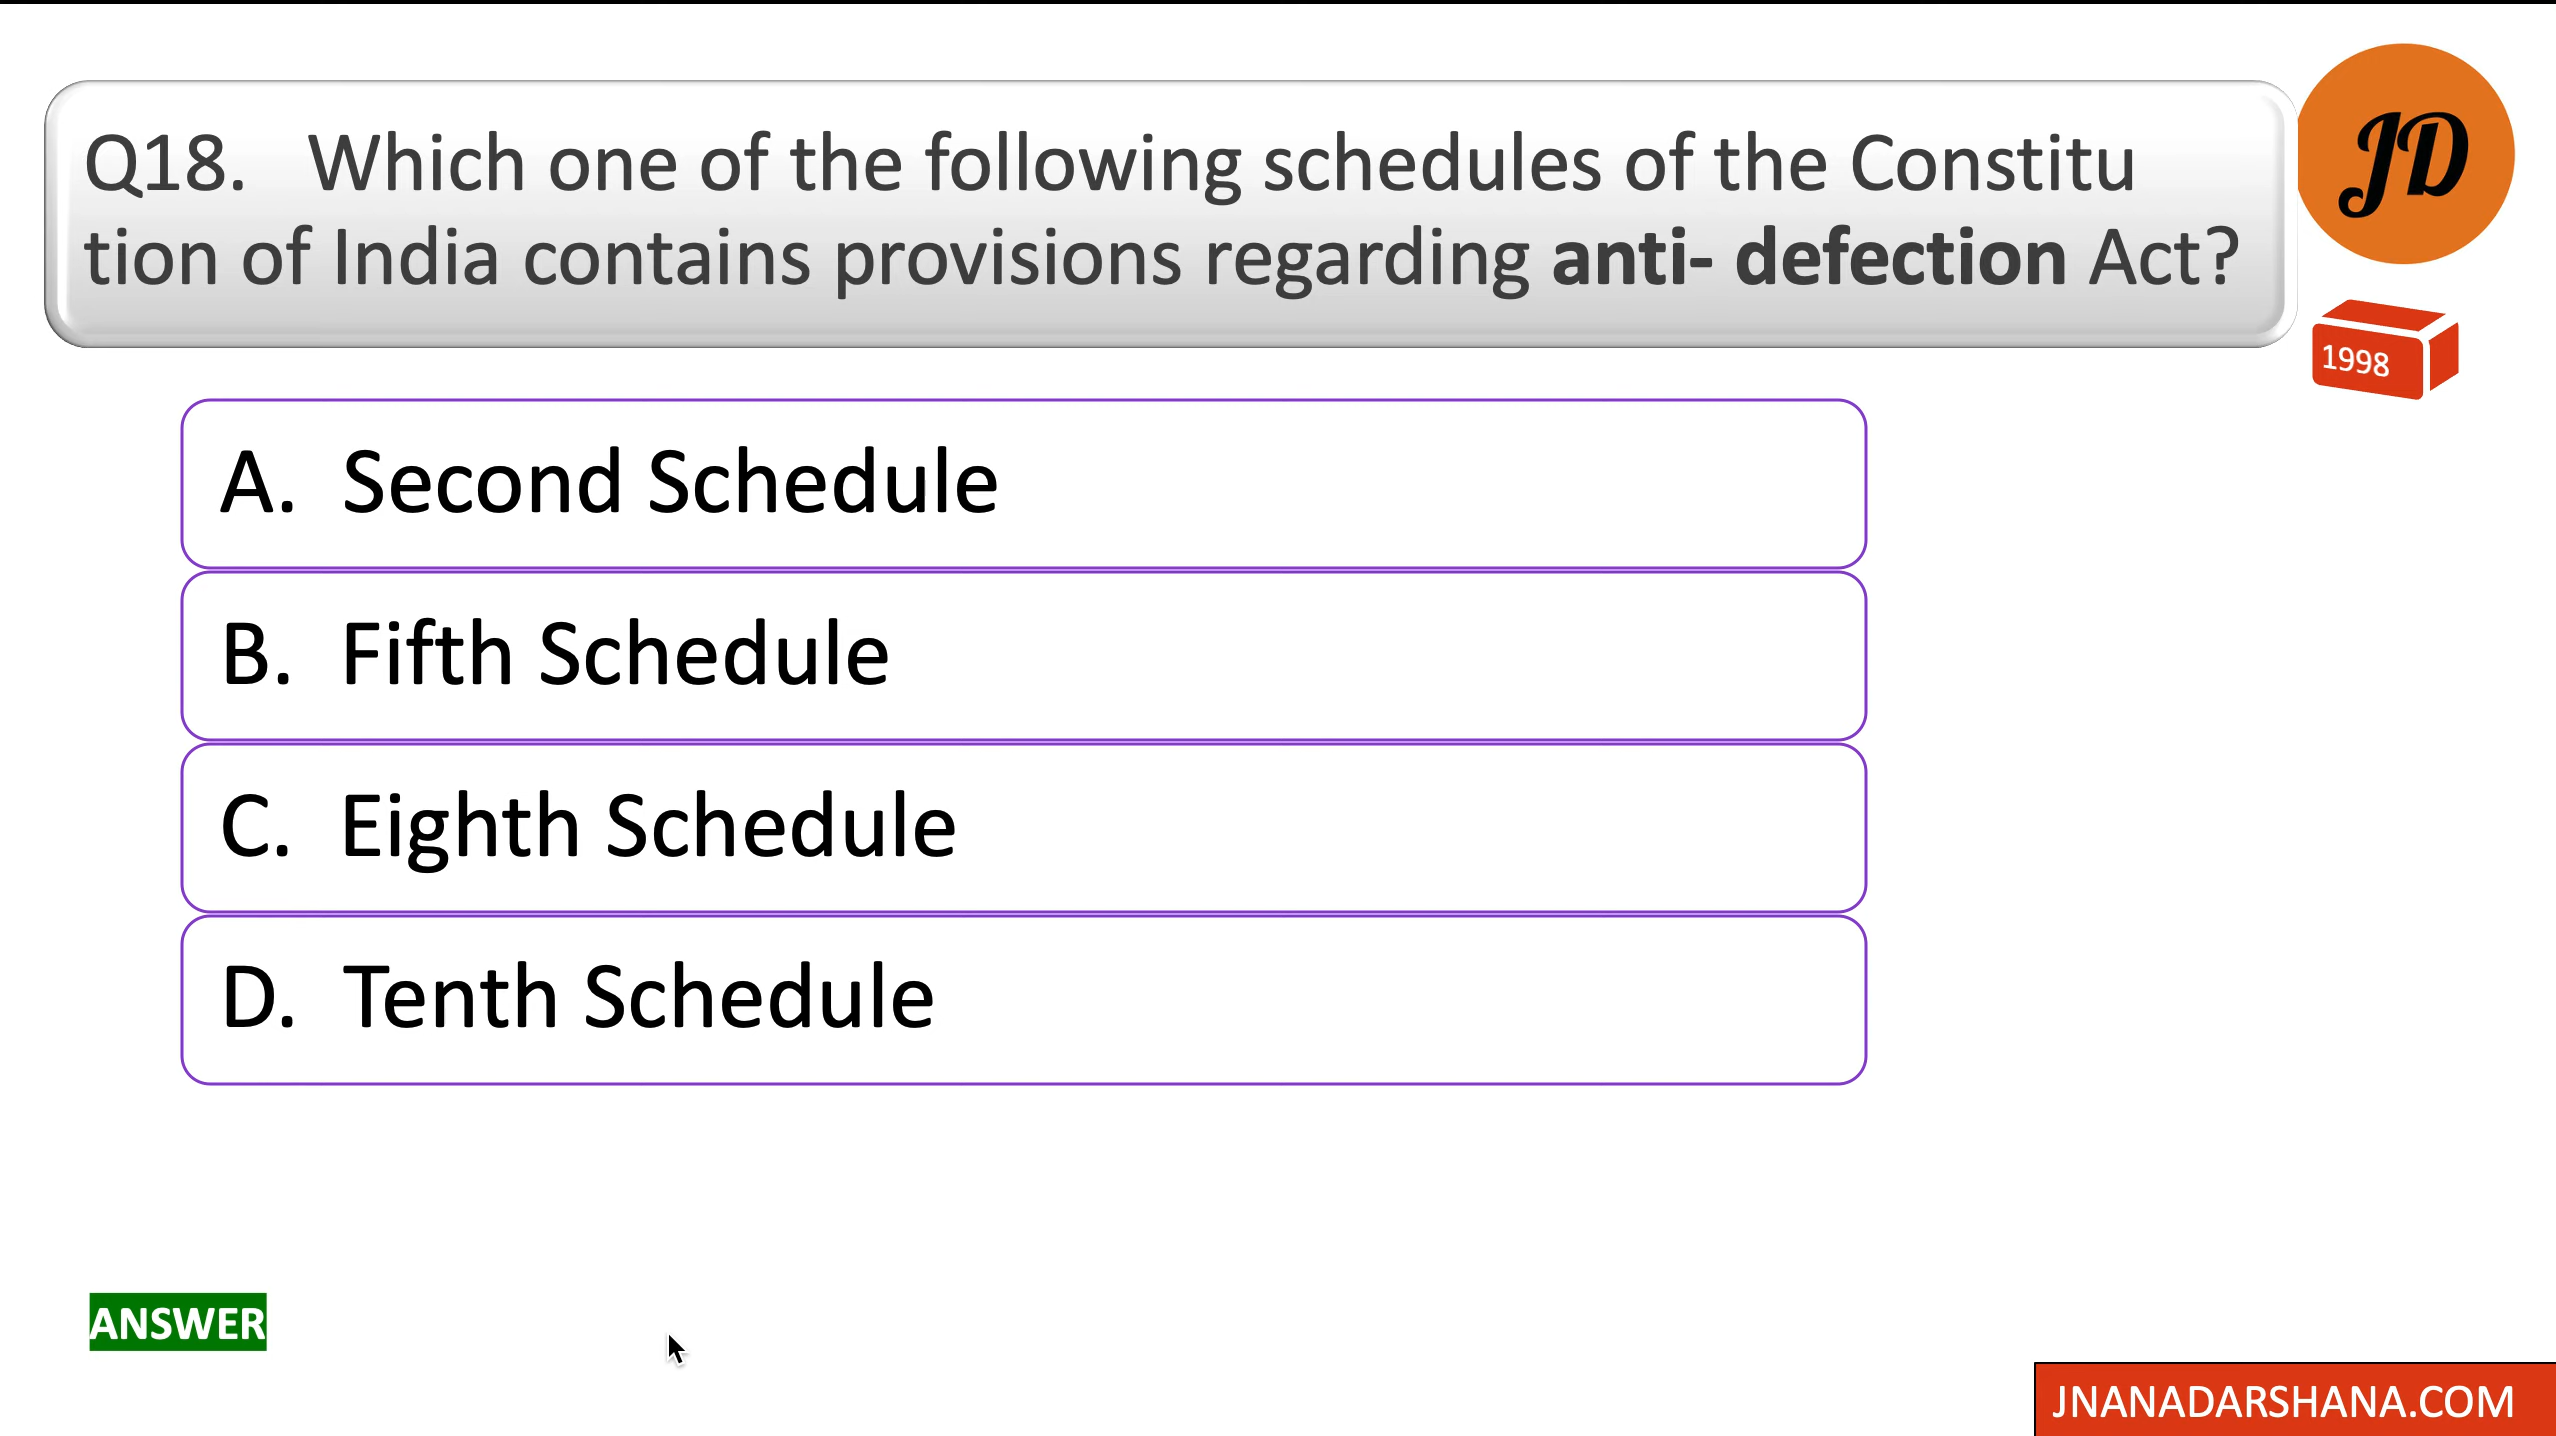 Q18. Which one of the following schedules of the Constitu
tion of India contains provisions regarding anti- defection Act?
JD
1998
A. Second Schedule
B. Fifth Schedule
C. Eighth Schedule
D. Tenth Schedule
ANSWER
JNANADARSHANA.COM